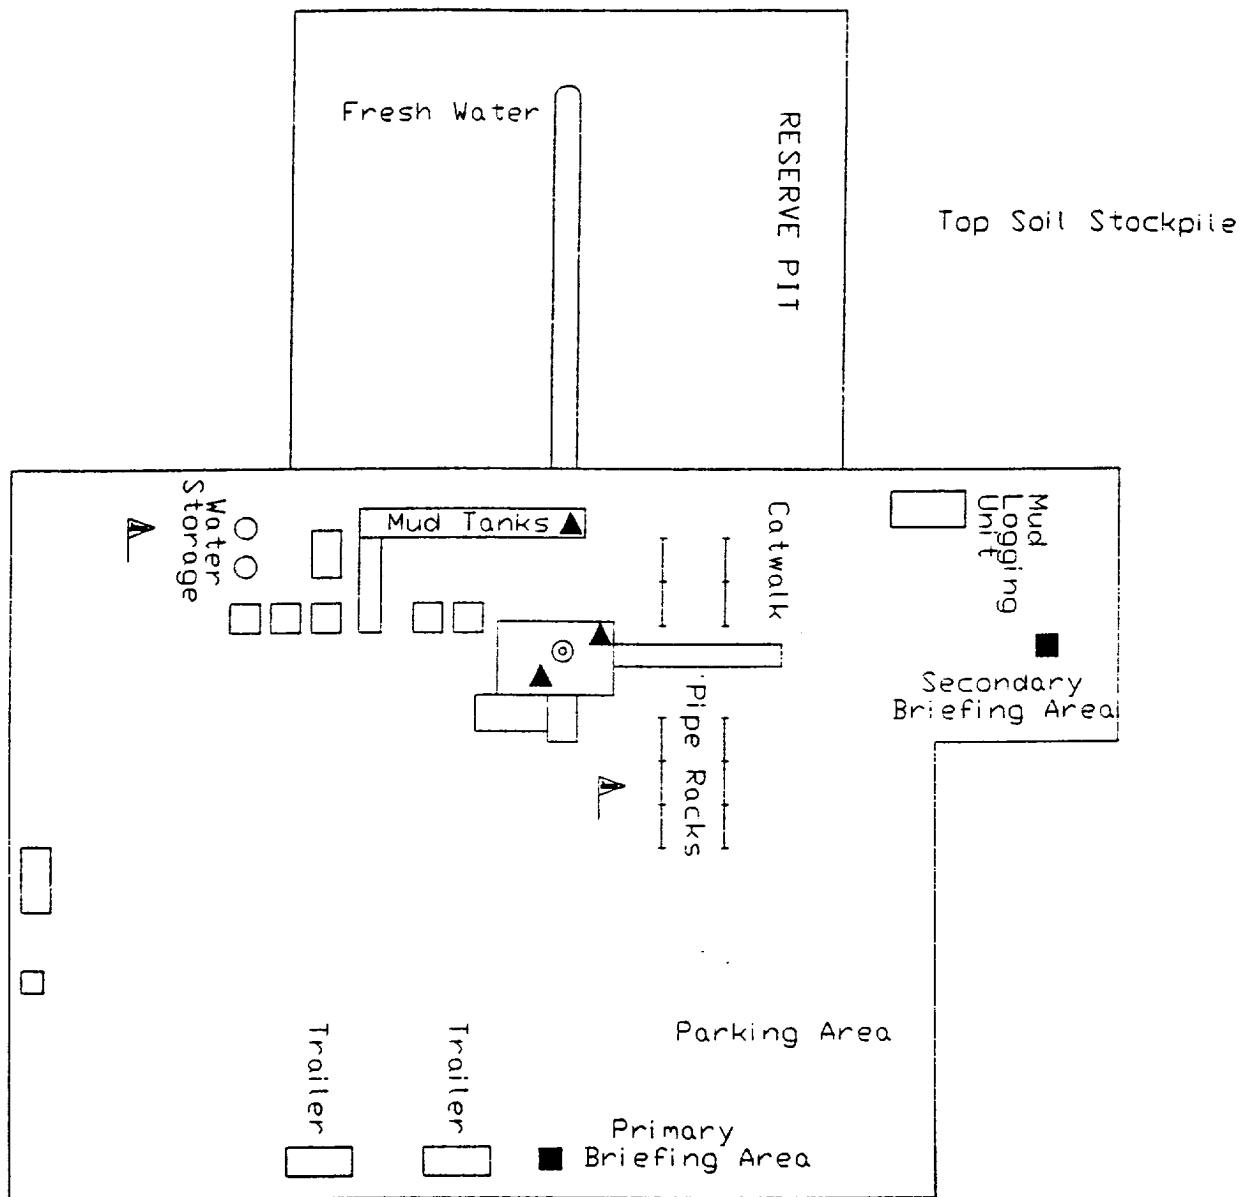 Fresh Water
RESERVE PIT
Top Soil Stockpile
Water
Storage
Mud Tanks
Catwalk
Mud
Logging
Unit
Secondary
Briefing Area
Pipe Racks
Parking Area
Trailer
Trailer
Primary
Briefing Area